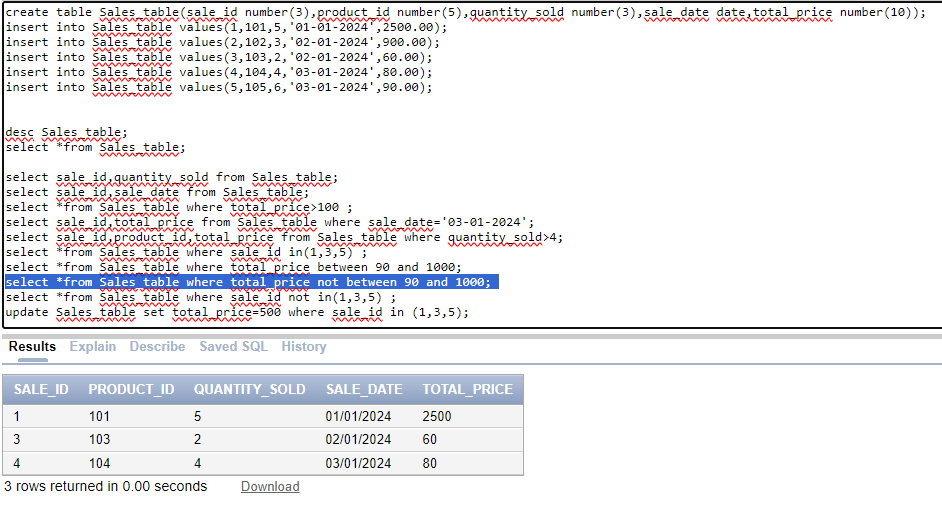 create table Sales_table(sale_id number(3),product_id number(5),quantity_sold number(3),sale_date date,total_price number(10));
insert into Sales_table values(1,101,5,'01-01-2024',2500.00);
insert into Sales_table values(2,102,3,'02-01-2024',900.00);
insert into Sales_table values(3,103,2,'02-01-2024',60.00);
insert into Sales_table values(4,104,4,'03-01-2024',80.00);
insert into Sales_table values(5,105,6,'03-01-2024',90.00);
desc Sales_table;
select *from Sales_table;
select sale_id,quantity_sold from Sales_table;
select sale_id,sale_date from Sales_table;
select *from Sales_table where total_price>100 ;
select sale_id,total_price from Sales_table where sale_date='03-01-2024';
select sale_id,product_id,total_price from Sales_table where quantity_sold>4;
select *from Sales_table where sale_id in(1,3,5) ;
select *from Sales_table where total_price between 90 and 1000;
select *from Sales_table where total_price not between 90 and 1000;
select *from Sales_table where sale_id not in(1,3,5) ;
update Sales_table set total_price=500 where sale_id in (1,3,5);
Results Explain Describe Saved SQL History
SALE_ID PRODUCT_ID QUANTITY_SOLD SALE_DATE TOTAL_PRICE
1 101 5 01/01/2024 2500
3 103 2 02/01/2024 60
4 104 4 03/01/2024 80
3 rows returned in 0.00 seconds Download